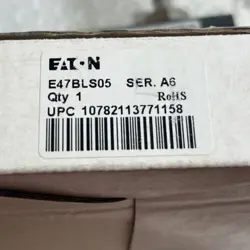 EATON
E47BLS05 SER. A6
Qty 1 RoHS
UPC 10782113771158